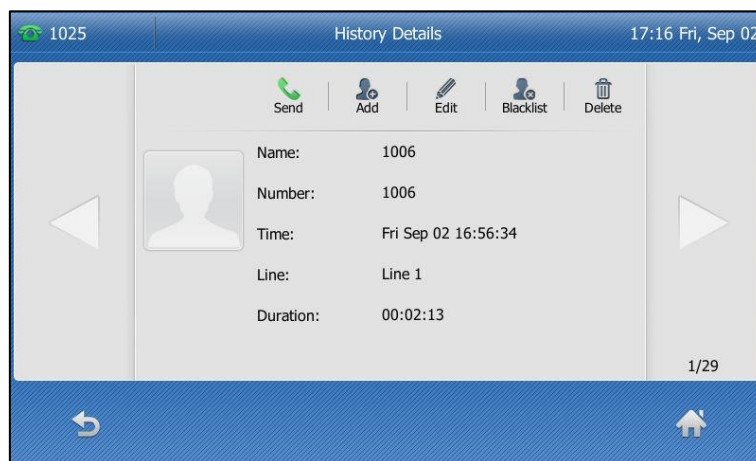 1025 History Details 17:16 Fri, Sep 02
Send Add Edit Blacklist Delete
Name: 1006
Number: 1006
Time: Fri Sep 02 16:56:34
Line: Line 1
Duration: 00:02:13
1/29